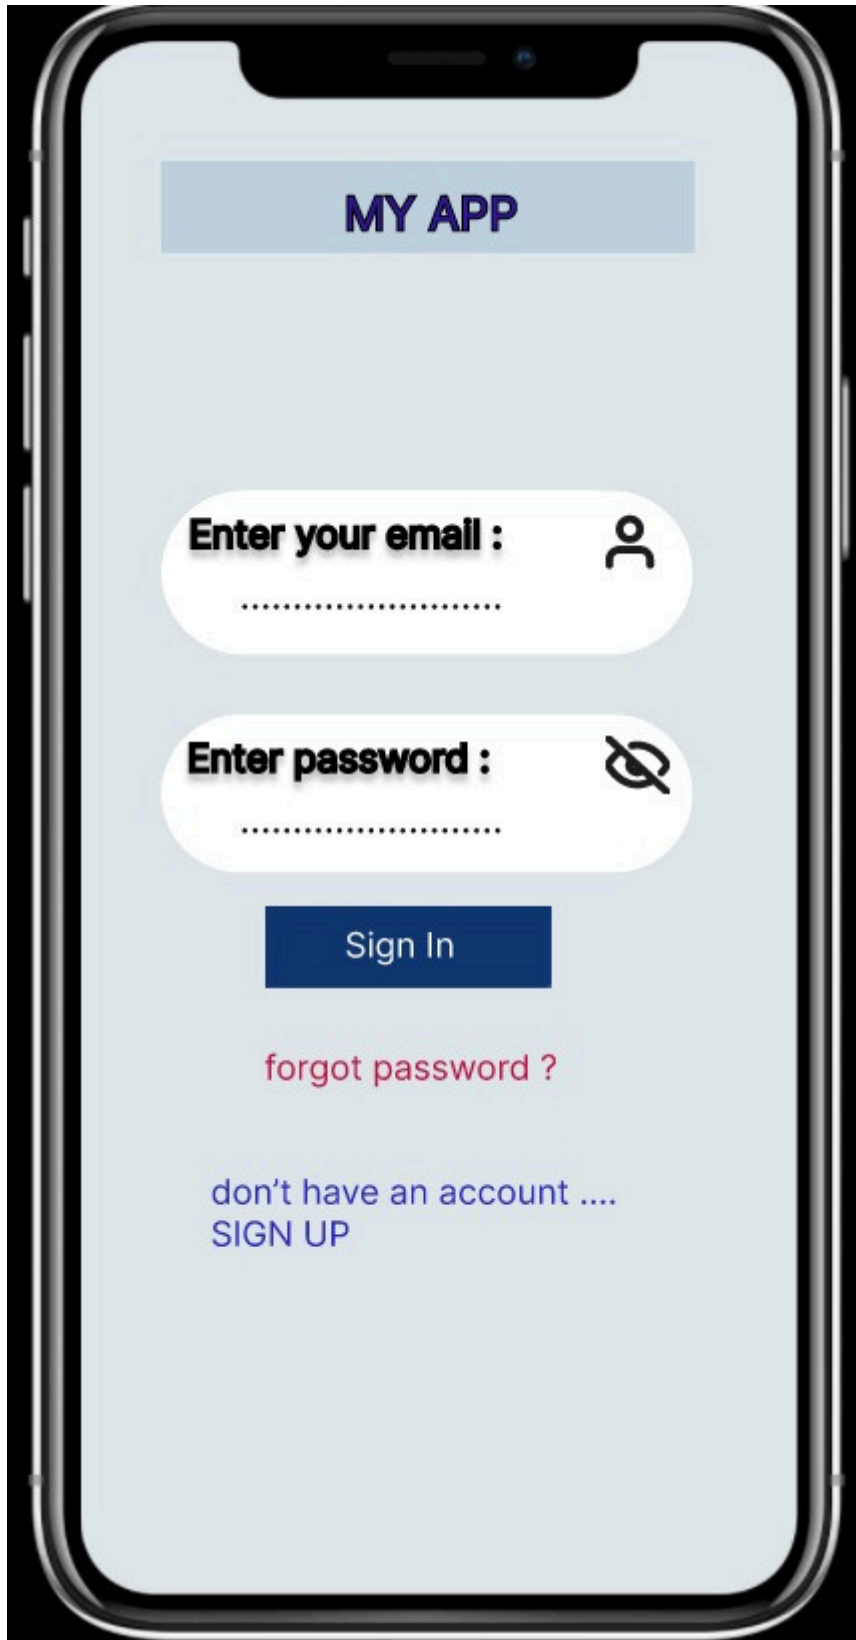 MY APP
Enter your email :
.........................
Enter password :
.........................
Sign In
forgot password ?
don’t have an account ....
SIGN UP